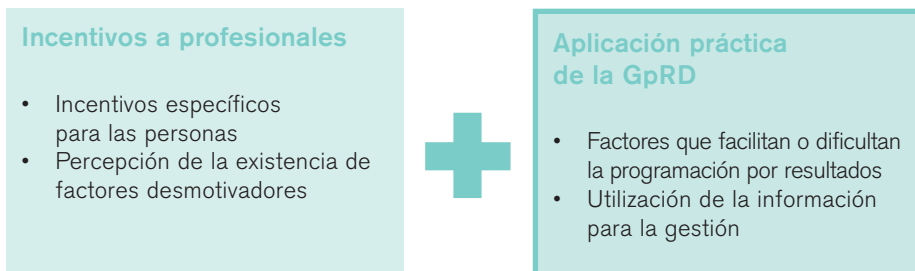 Incentivos a profesionales
• Incentivos específicos
para las personas
• Percepción de la existencia de
factores desmotivadores
Aplicación práctica
de la GpRD
• Factores que facilitan o dificultan
la programación por resultados
• Utilización de la información
para la gestión